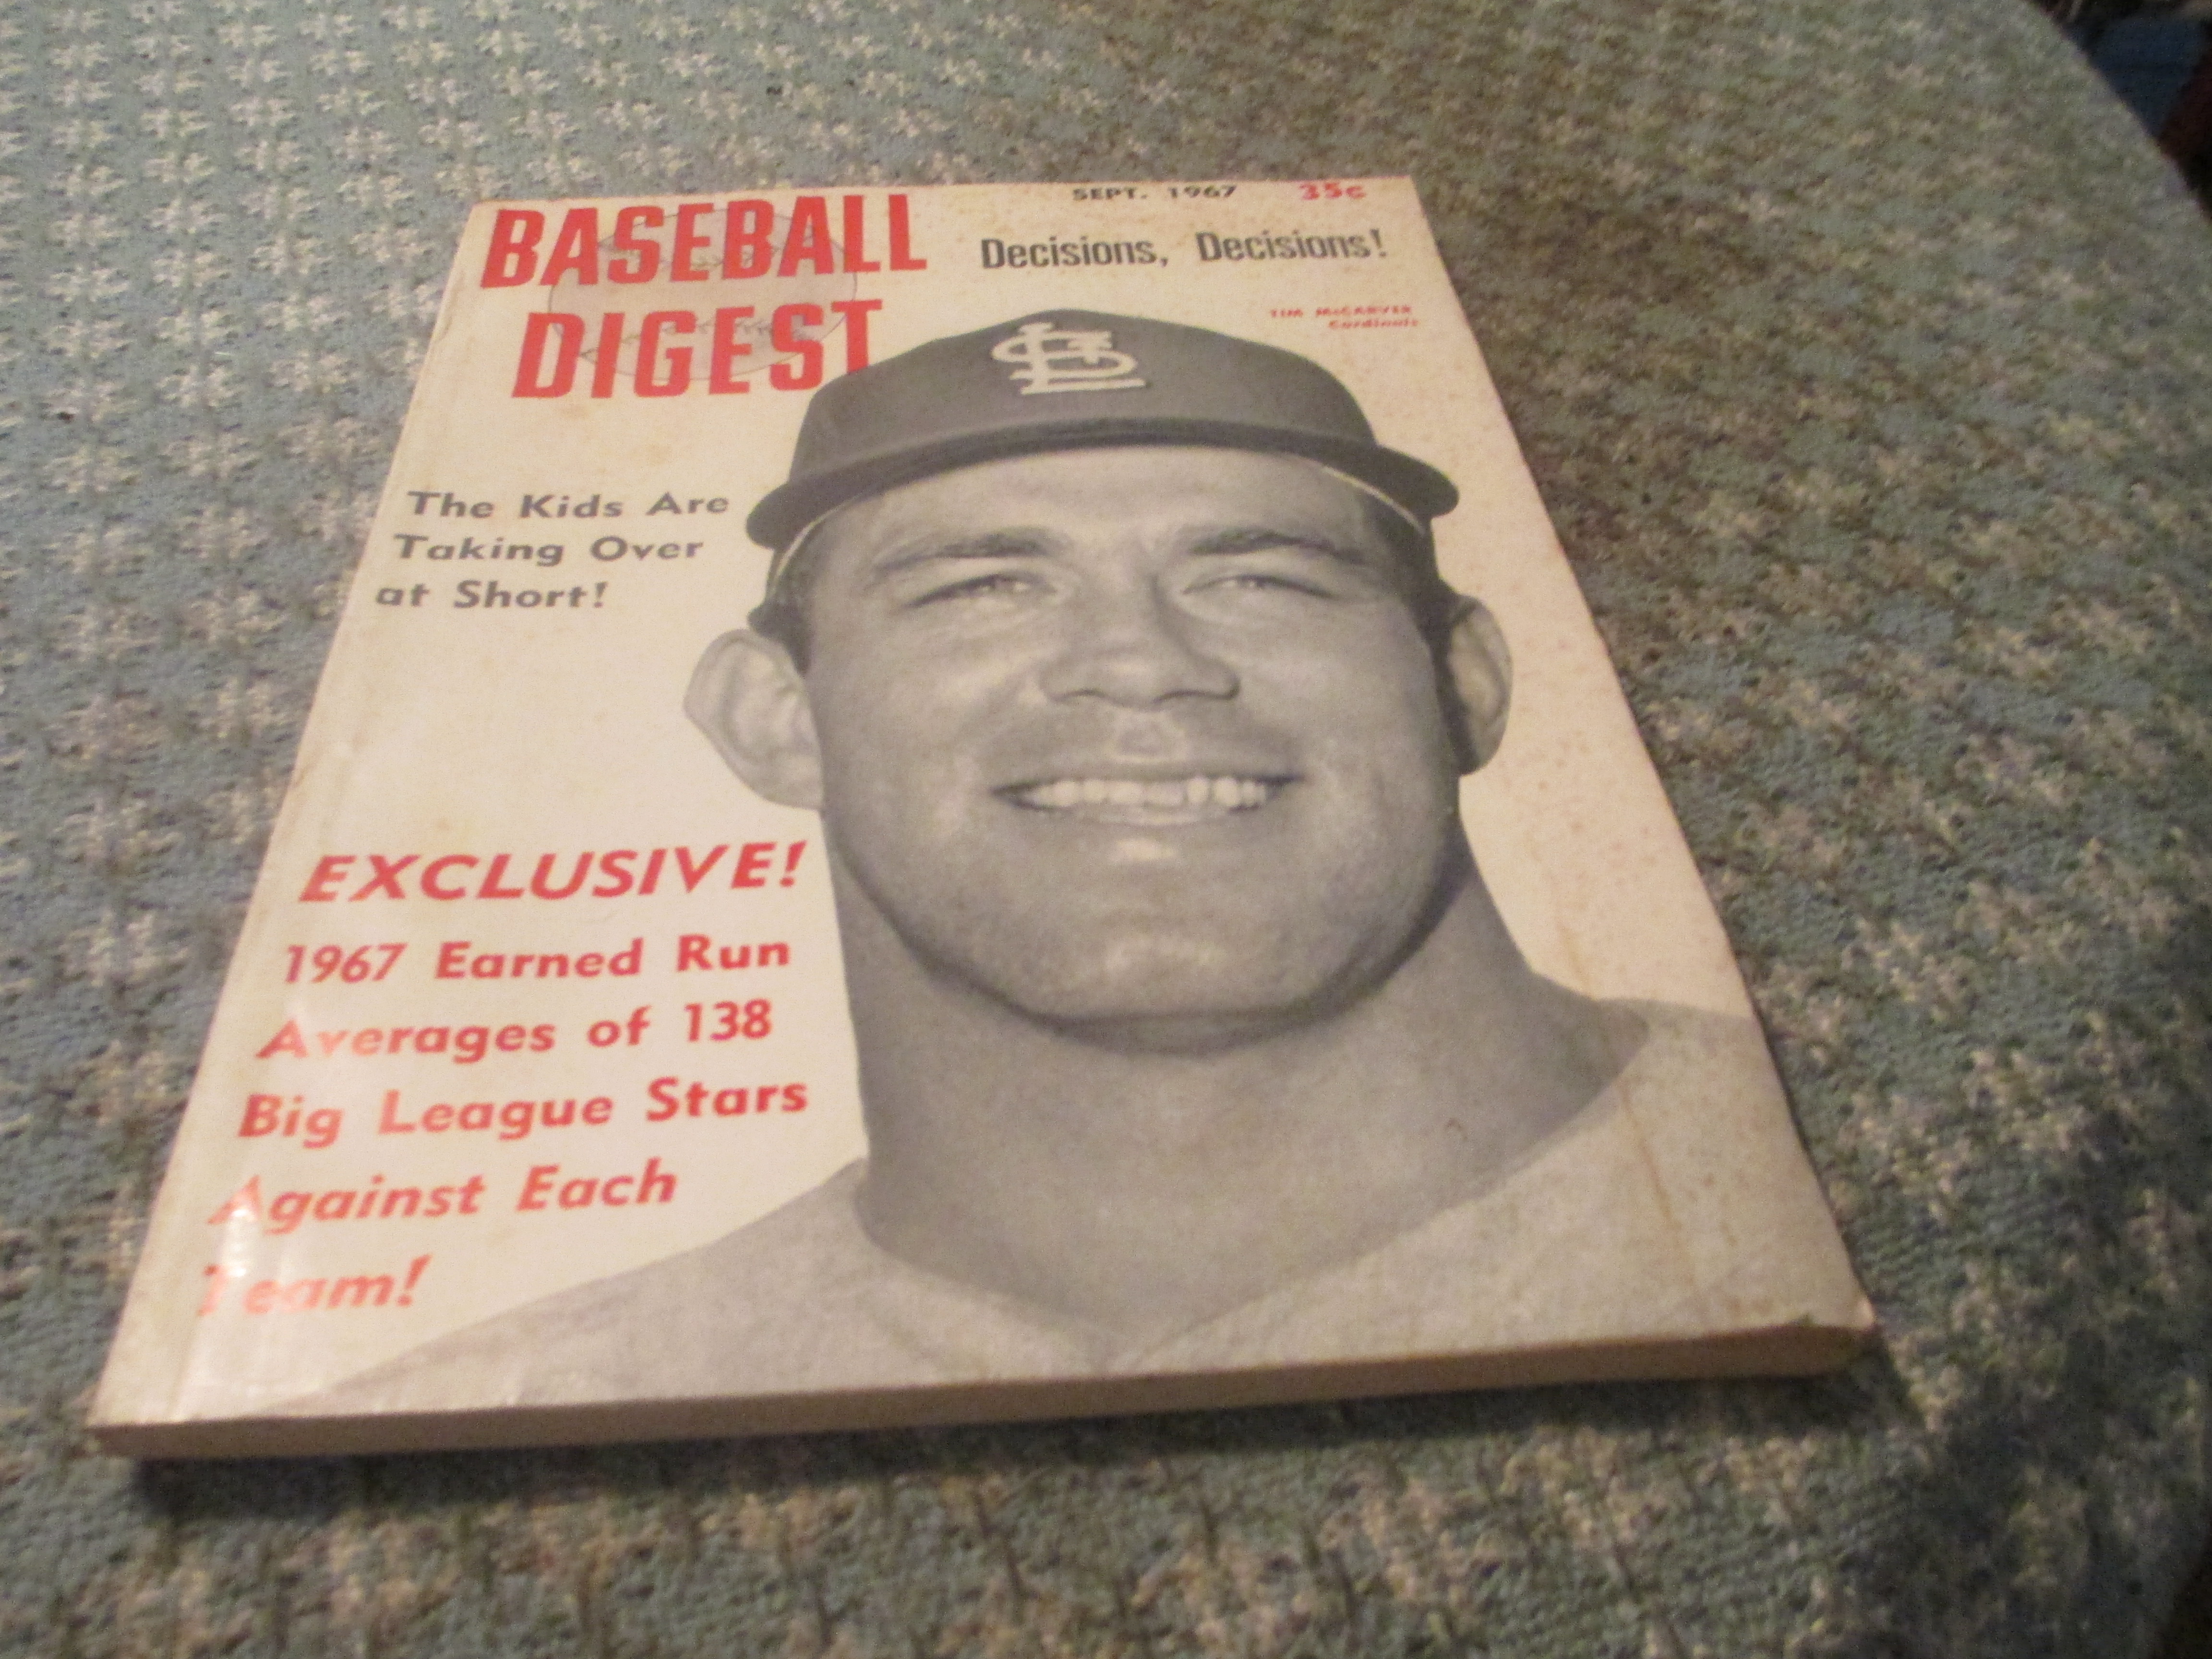 SEPT. 1967 35¢
BASEBALL
DIGEST
Decisions, Decisions!
TIM McCARVER
Cardinals
STL
The Kids Are
Taking Over
at Short!
EXCLUSIVE!
1967 Earned Run
Averages of 138
Big League Stars
Against Each
Team!